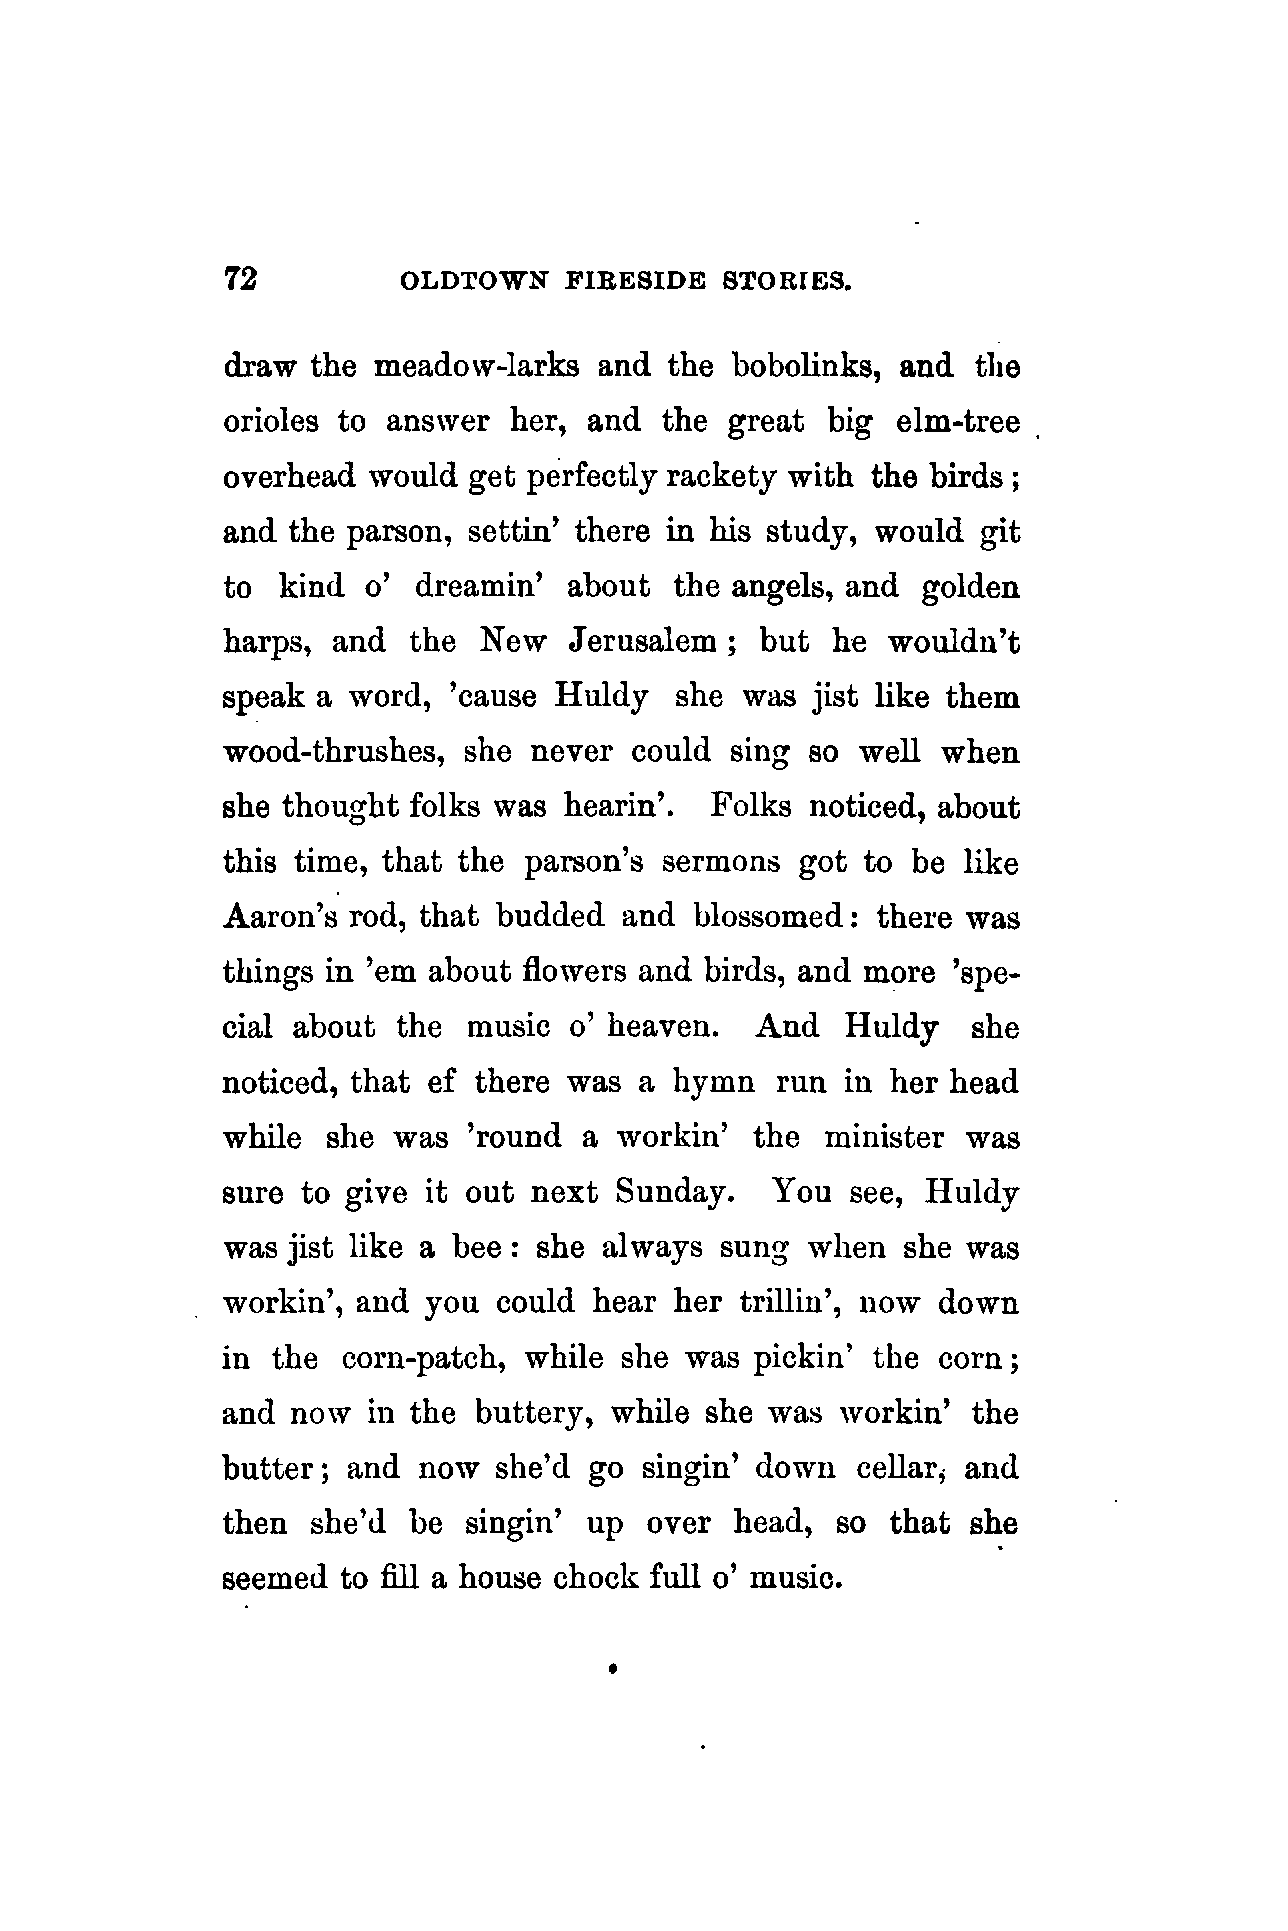 72 OLDTOWN FIRESIDE STORIES.
draw the meadow-larks and the bobolinks, and the
orioles to answer her, and the great big elm-tree
overhead would get perfectly rackety with the birds ;
and the parson, settin’ there in his study, would git
to kind o’ dreamin’ about the angels, and golden
harps, and the New Jerusalem ; but he wouldn’t
speak a word, ’cause Huldy she was jist like them
wood-thrushes, she never could sing so well when
she thought folks was hearin’. Folks noticed, about
this time, that the parson’s sermons got to be like
Aaron’s rod, that budded and blossomed : there was
things in ’em about flowers and birds, and more ’spe-
cial about the music o’ heaven. And Huldy she
noticed, that ef there was a hymn run in her head
while she was ’round a workin’ the minister was
sure to give it out next Sunday. You see, Huldy
was jist like a bee : she always sung when she was
workin’, and you could hear her trillin’, now down
in the corn-patch, while she was pickin’ the corn ;
and now in the buttery, while she was workin’ the
butter ; and now she’d go singin’ down cellar, and
then she’d be singin’ up over head, so that she
seemed to fill a house chock full o’ music.